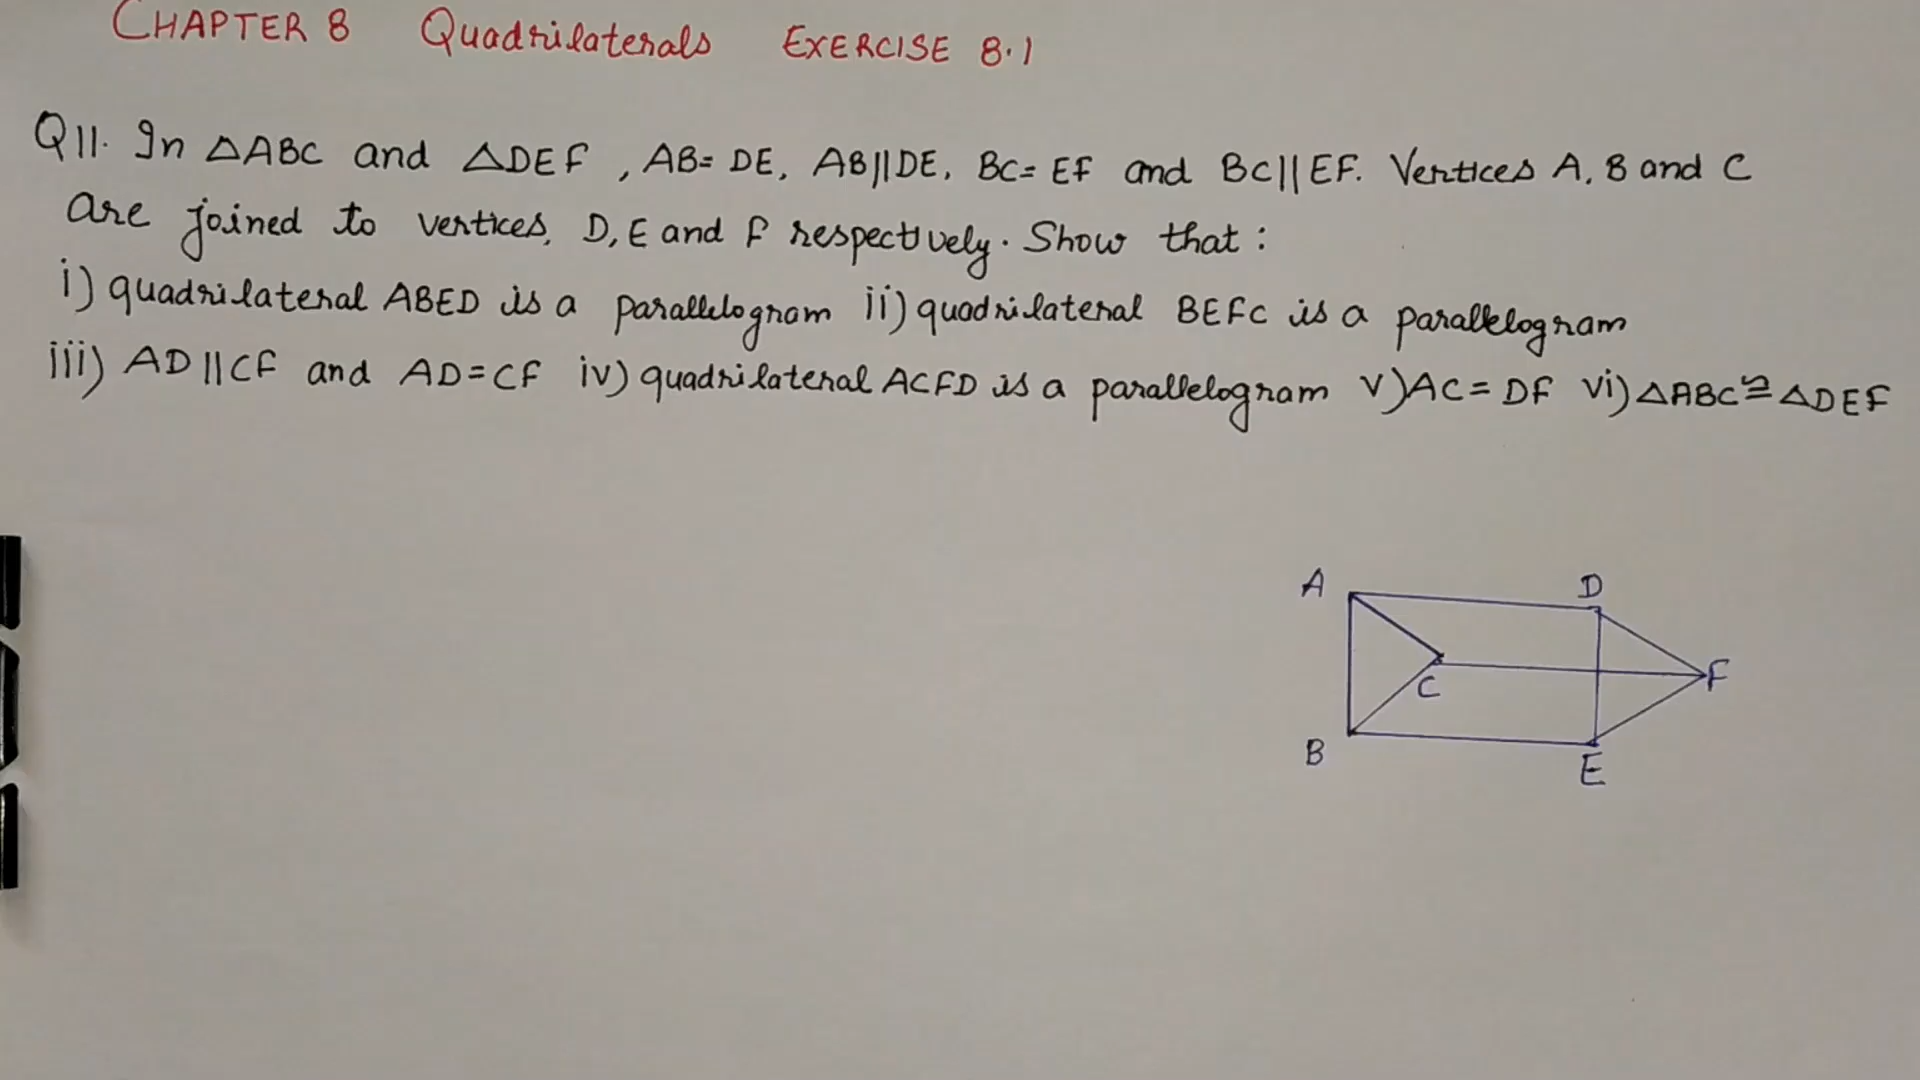 CHAPTER 8 Quadrilaterals EXERCISE 8.1
Q11. In △ABC and △DEF, AB= DE, AB||DE, BC= EF and BC||EF. Vertices A, B and C
are joined to vertices, D, E and F respectively. Show that :
i) quadrilateral ABED is a parallelogram ii) quadrilateral BEFC is a parallelogram
iii) AD||CF and AD=CF iv) quadrilateral ACFD is a parallelogram v) AC= DF vi) △ABC≅△DEF
A D
C F
B E